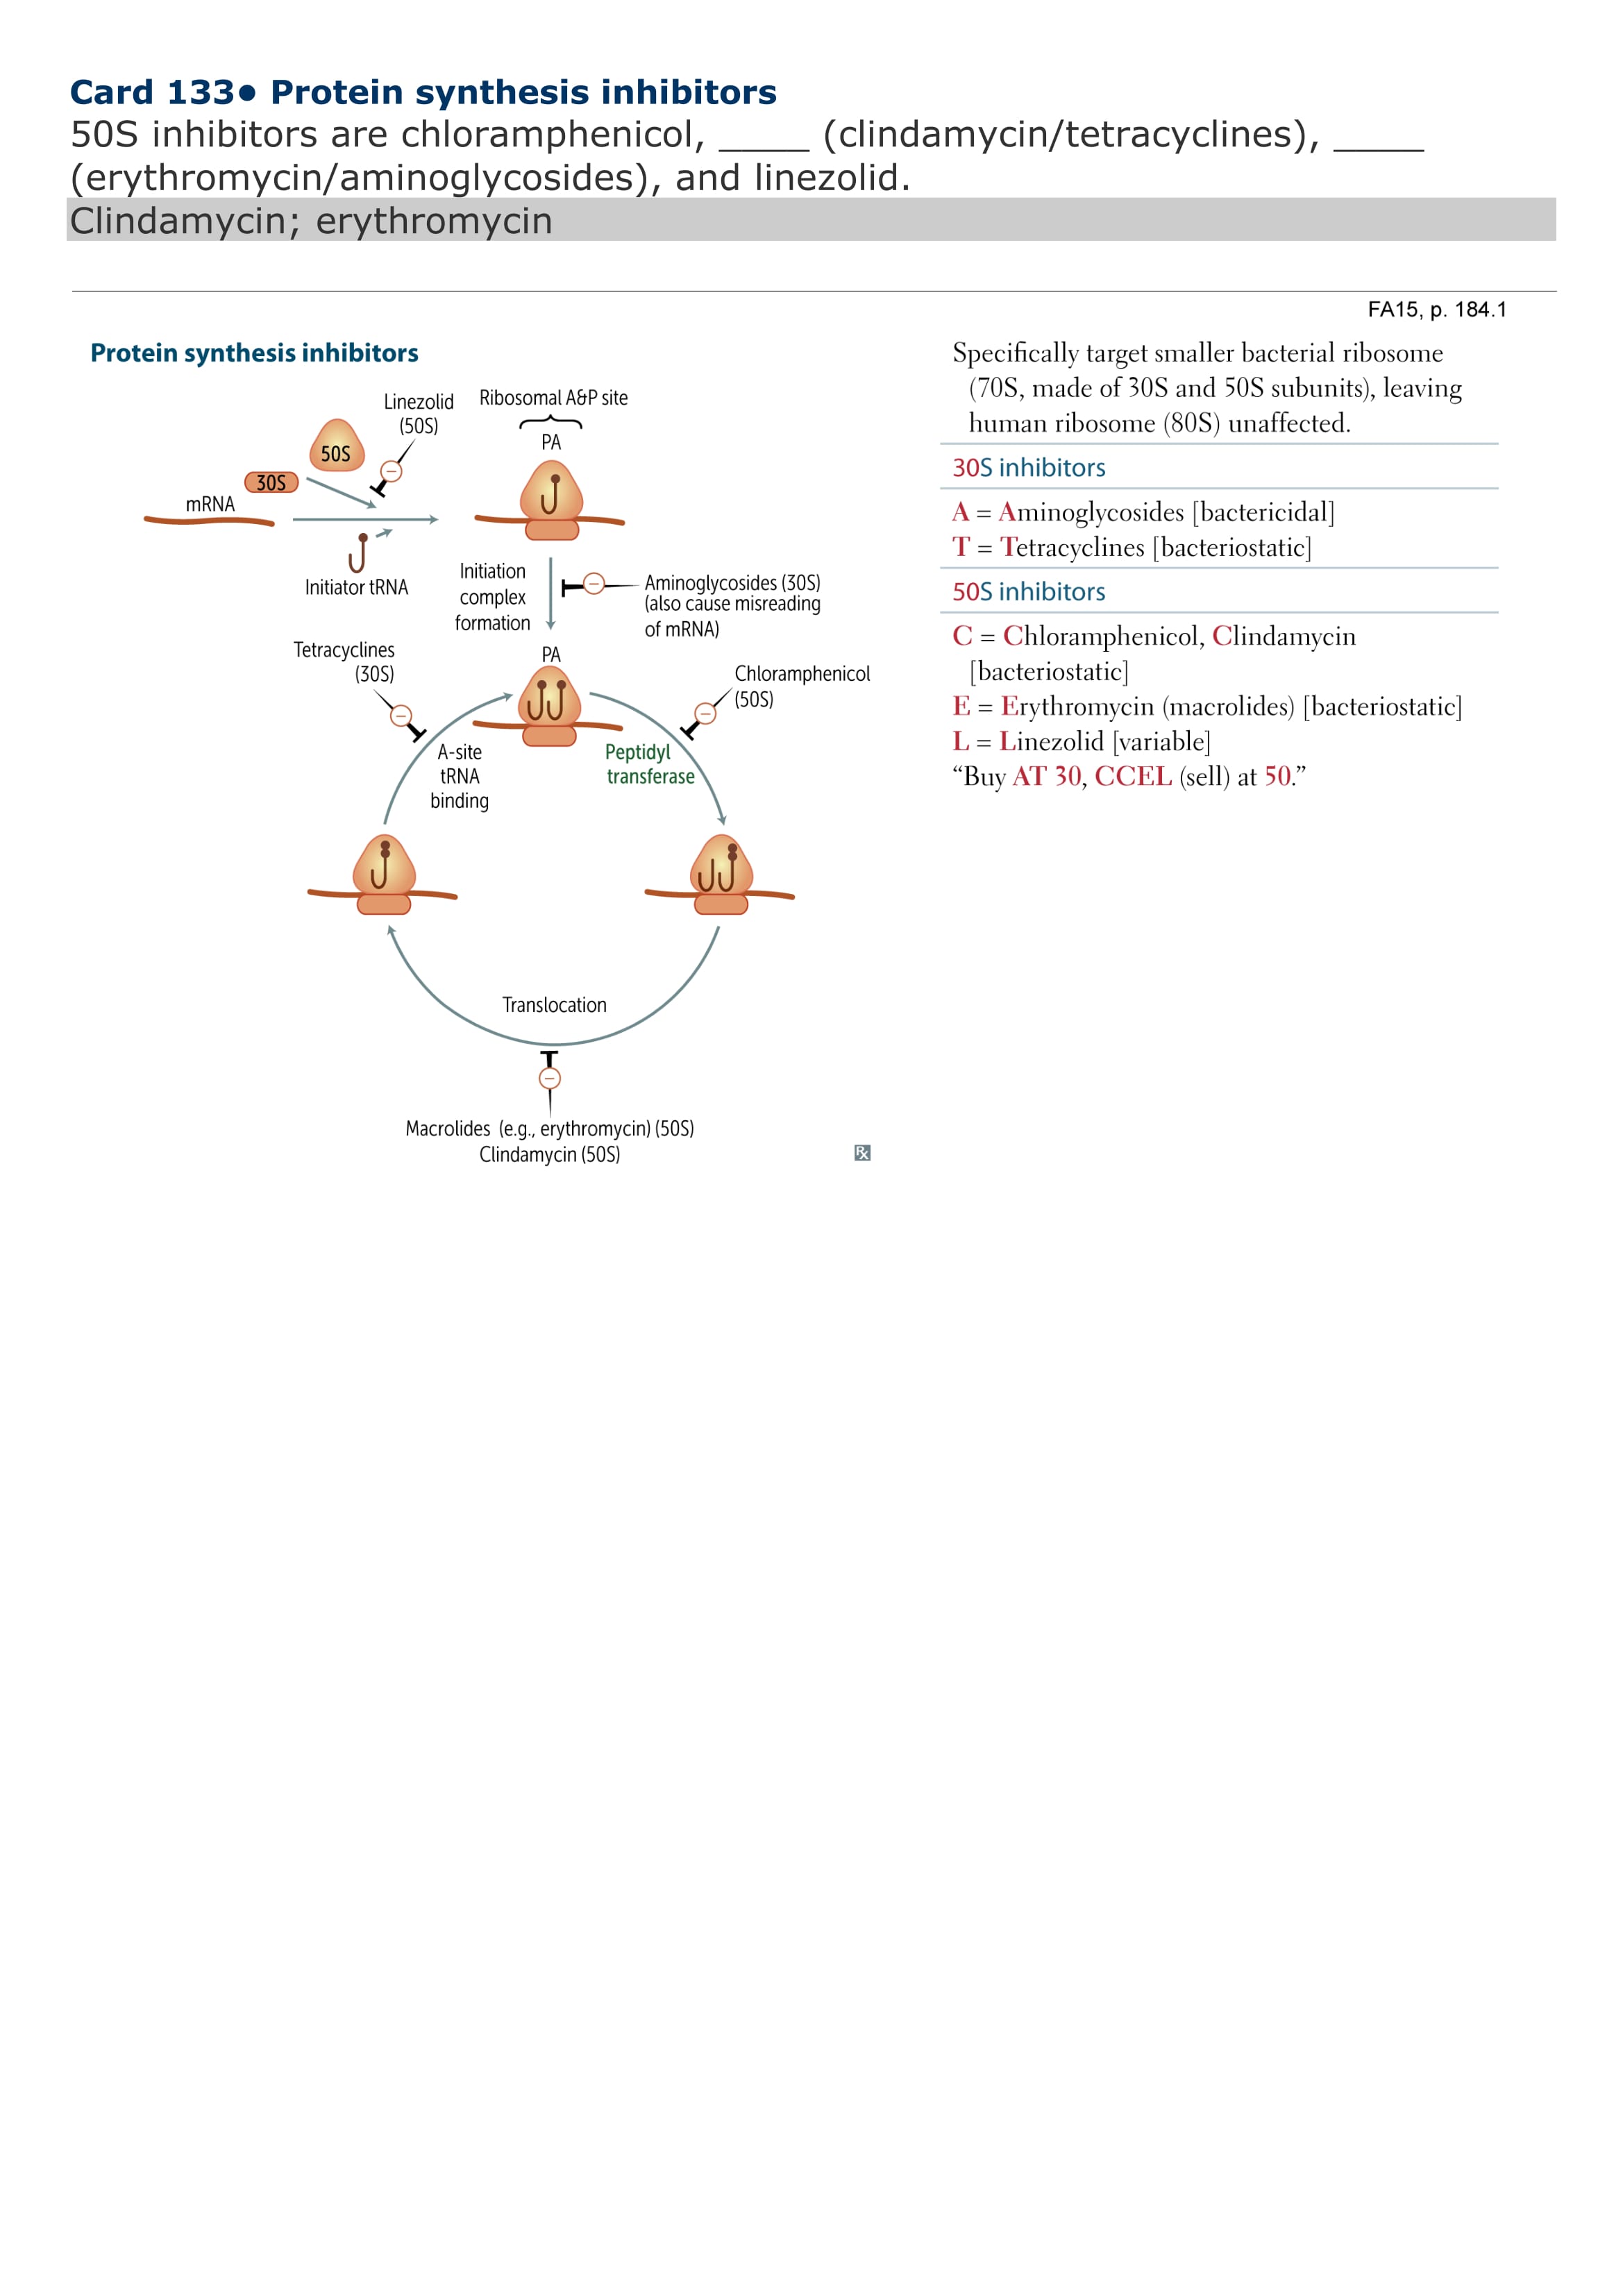 Card 133• Protein synthesis inhibitors
50S inhibitors are chloramphenicol, ____ (clindamycin/tetracyclines), ____
(erythromycin/aminoglycosides), and linezolid.
Clindamycin; erythromycin
FA15, p. 184.1
Protein synthesis inhibitors
Linezolid
(50S)
Ribosomal A&P site
PA
50S
30S
mRNA
Initiator tRNA
Initiation
complex
formation
Aminoglycosides (30S)
(also cause misreading
of mRNA)
Tetracyclines
(30S)
PA
Chloramphenicol
(50S)
A-site
tRNA
binding
Peptidyl
transferase
Translocation
Macrolides (e.g., erythromycin) (50S)
Clindamycin (50S)
Rx
Specifically target smaller bacterial ribosome
(70S, made of 30S and 50S subunits), leaving
human ribosome (80S) unaffected.
30S inhibitors
A = Aminoglycosides [bactericidal]
T = Tetracyclines [bacteriostatic]
50S inhibitors
C = Chloramphenicol, Clindamycin
[bacteriostatic]
E = Erythromycin (macrolides) [bacteriostatic]
L = Linezolid [variable]
“Buy AT 30, CCEL (sell) at 50.”